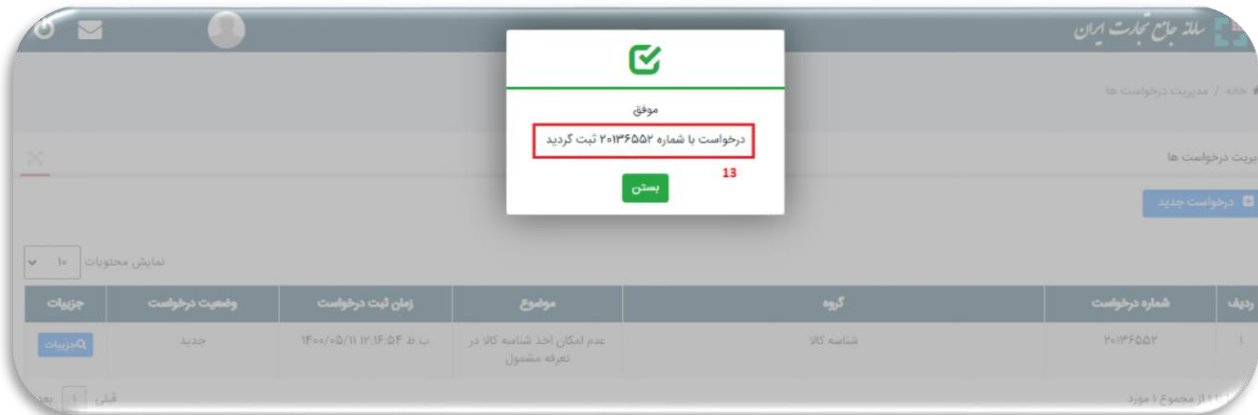 سامانه جامع تجارت ایران
خانه / مدیریت درخواست ها
موفق
درخواست با شماره ۲۰۱۳۶۵۵۲ ثبت گردید
13
بستن
درخواست ها
درخواست جدید
نمایش محتویات ۱۰
ردیف شماره درخواست گروه موضوع زمان ثبت درخواست وضعیت درخواست جزییات
۱ ۲۰۱۳۶۵۵۲ شناسه کالا عدم امکان اخذ شناسه کالا در ۱۴۰۰/۰۵/۱۱ ۱۲:۱۶:۵۴ ب.ظ جدید جزییات
تعرفه مشمول
از مجموع ۱ مورد
قبلی ۱ بعد